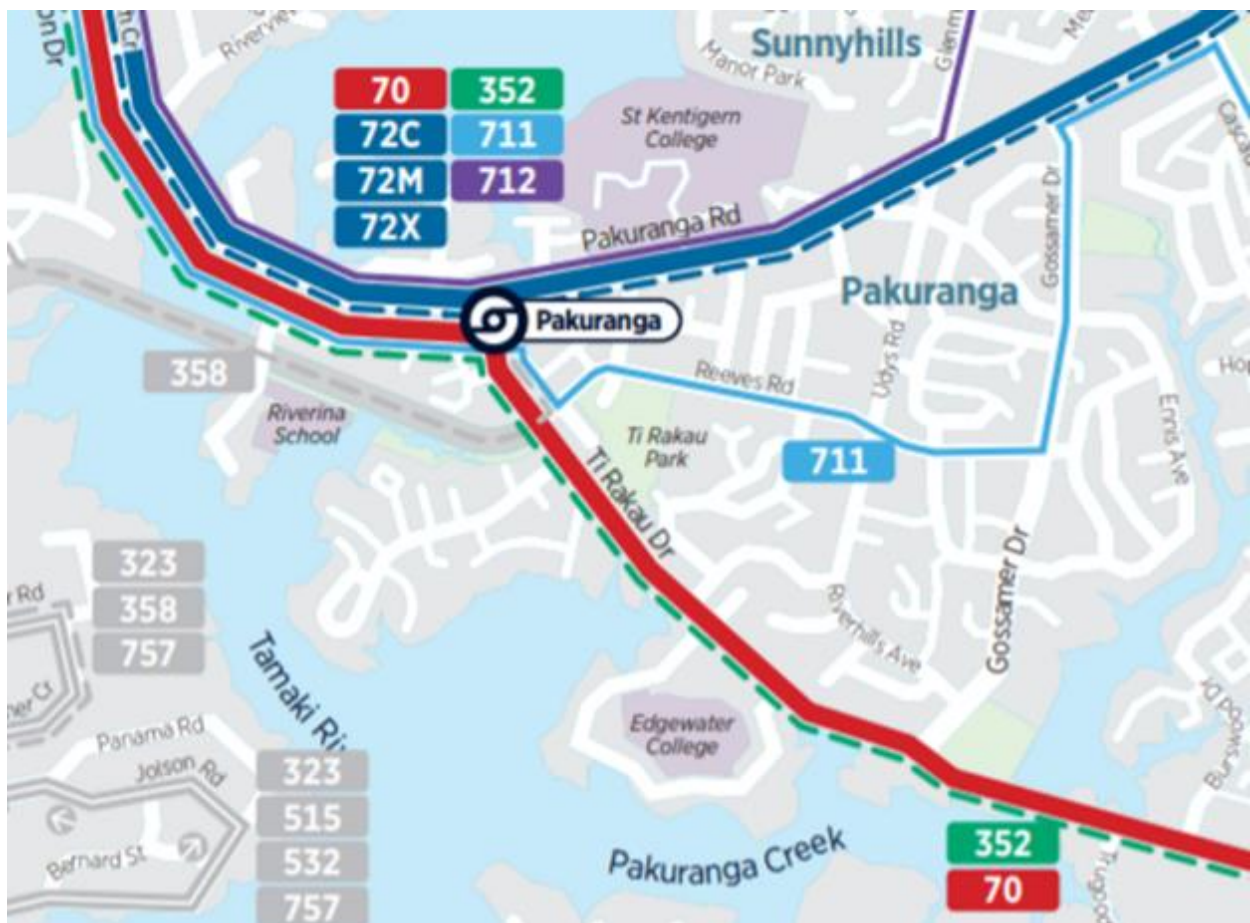 Sunnyhills
Manor Park
70
352
72C
711
72M
712
72X
St Kentigern
College
Pakuranga Rd
Gossamer Dr
Pakuranga
Pakuranga
358
Reeves Rd
Udys Rd
Ennis Ave
Riverina
School
Ti Rakau
Park
711
Ti Rakau Dr
323
358
757
Riverhills Ave
Gossamer Dr
Edgewater
College
Panama Rd
Jolson Rd
323
515
532
757
Bernard St
Pakuranga Creek
352
70